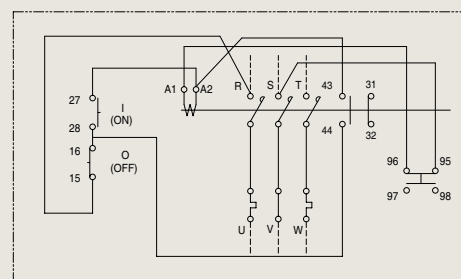 A1 A2 R S T 43 31
27 I
(ON)
28
16 O
(OFF)
15
44 32
96 95
97 98
U V W